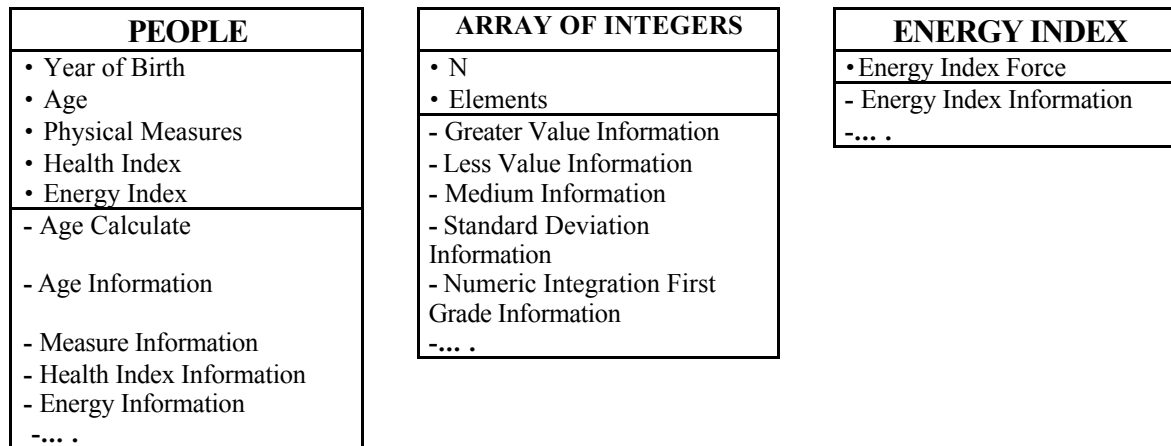 PEOPLE
• Year of Birth
• Age
• Physical Measures
• Health Index
• Energy Index
- Age Calculate
- Age Information
- Measure Information
- Health Index Information
- Energy Information
-... .
ARRAY OF INTEGERS
• N
• Elements
- Greater Value Information
- Less Value Information
- Medium Information
- Standard Deviation
Information
- Numeric Integration First
Grade Information
-... .
ENERGY INDEX
• Energy Index Force
- Energy Index Information
-... .